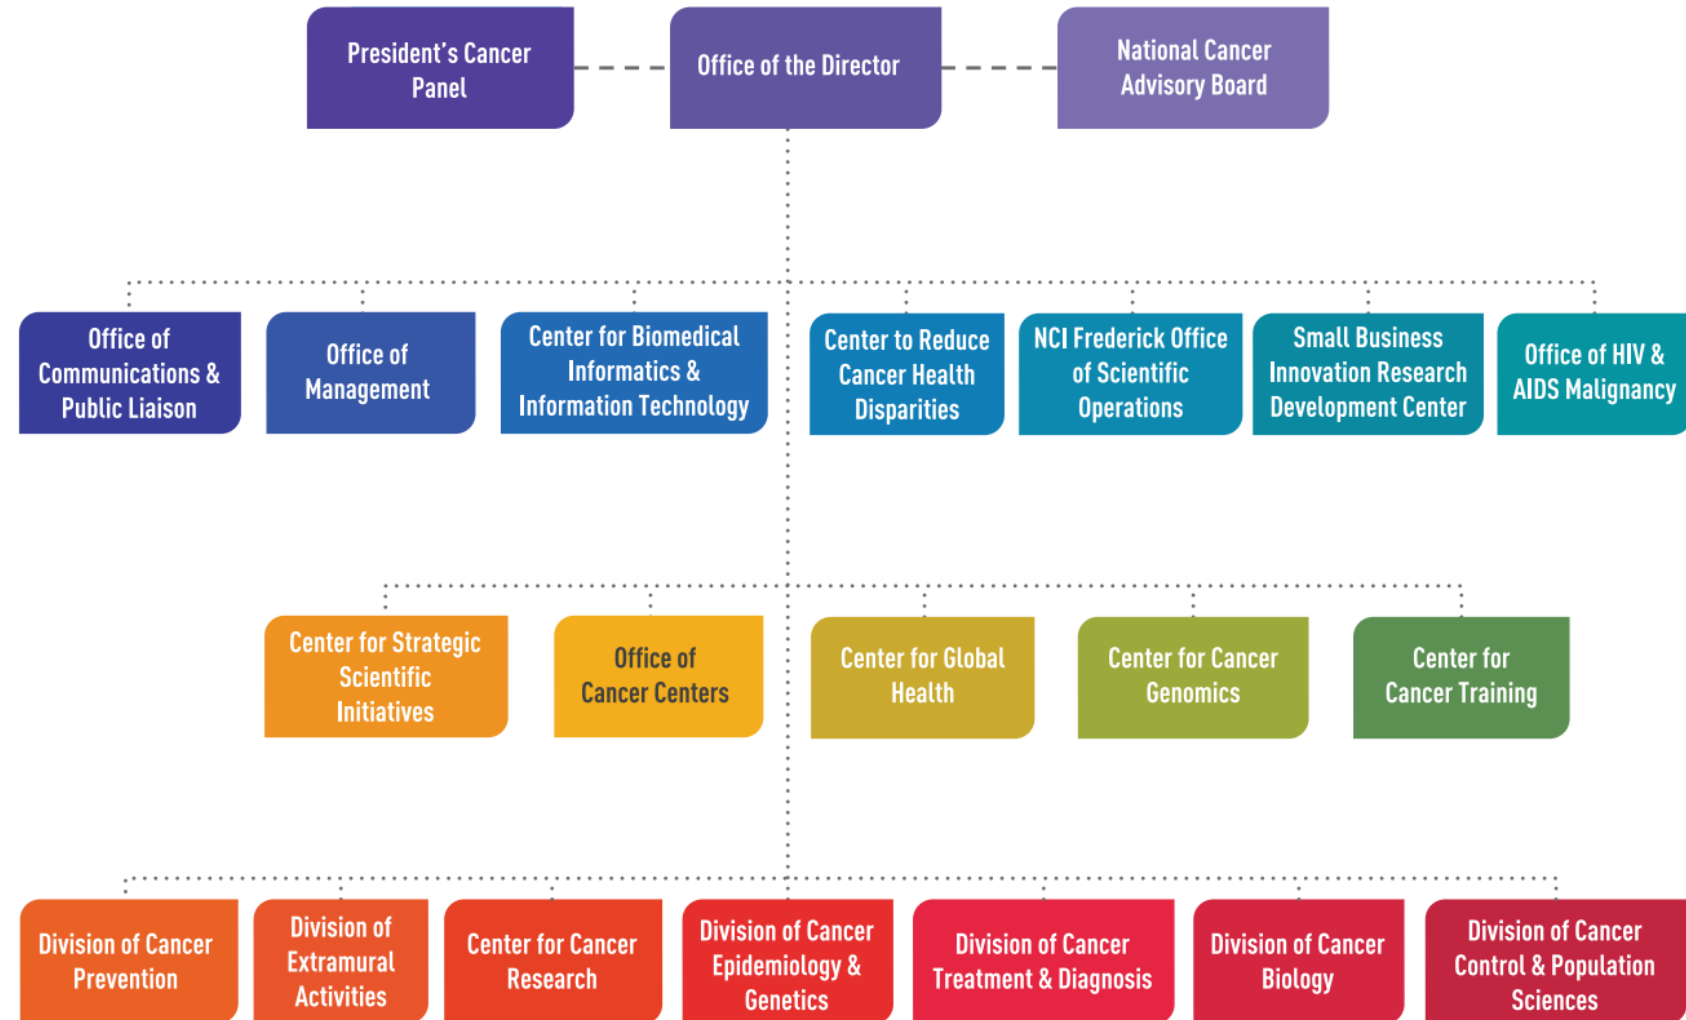 President's Cancer
Panel
Office of the Director
National Cancer
Advisory Board
Office of
Communications &
Public Liaison
Office of
Management
Center for Biomedical
Informatics &
Information Technology
Center to Reduce
Cancer Health
Disparities
NCI Frederick Office
of Scientific
Operations
Small Business
Innovation Research
Development Center
Office of HIV &
AIDS Malignancy
Center for Strategic
Scientific
Initiatives
Office of
Cancer Centers
Center for Global
Health
Center for Cancer
Genomics
Center for
Cancer Training
Division of Cancer
Prevention
Division of
Extramural
Activities
Center for Cancer
Research
Division of Cancer
Epidemiology &
Genetics
Division of Cancer
Treatment & Diagnosis
Division of Cancer
Biology
Division of Cancer
Control & Population
Sciences